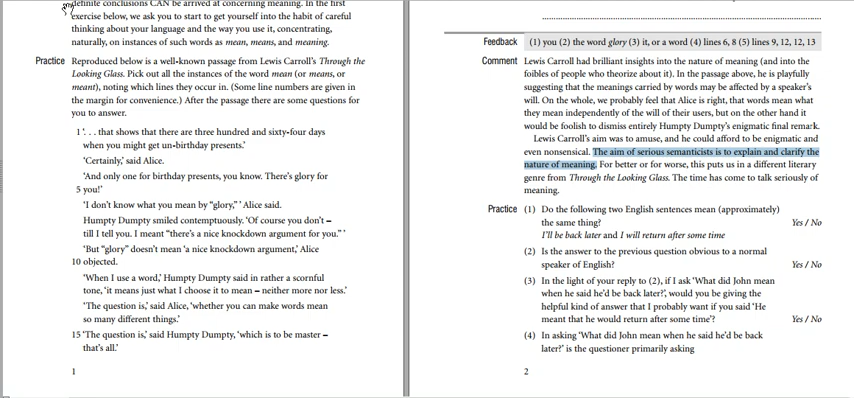 definite conclusions CAN be arrived at concerning meaning. In the first
exercise below, we ask you to start to get yourself into the habit of careful
thinking about your language and the way you use it, concentrating,
naturally, on instances of such words as mean, means, and meaning.
Practice Reproduced below is a well-known passage from Lewis Carroll's Through the
Looking Glass. Pick out all the instances of the word mean (or means, or
meant), noting which lines they occur in. (Some line numbers are given in
the margin for convenience.) After the passage there are some questions for
you to answer.
1 '. . . that shows that there are three hundred and sixty-four days
when you might get un-birthday presents.'
'Certainly,' said Alice.
'And only one for birthday presents, you know. There's glory for
5 you!'
'I don't know what you mean by "glory," ' Alice said.
Humpty Dumpty smiled contemptuously. 'Of course you don't –
till I tell you. I meant "there's a nice knockdown argument for you." '
'But "glory" doesn't mean 'a nice knockdown argument,' Alice
10 objected.
'When I use a word,' Humpty Dumpty said in rather a scornful
tone, 'it means just what I choose it to mean – neither more nor less.'
'The question is,' said Alice, 'whether you can make words mean
so many different things.'
15 'The question is,' said Humpty Dumpty, 'which is to be master –
that's all.'
1
Feedback (1) you (2) the word glory (3) it, or a word (4) lines 6, 8 (5) lines 9, 12, 12, 13
Comment Lewis Carroll had brilliant insights into the nature of meaning (and into the
foibles of people who theorize about it). In the passage above, he is playfully
suggesting that the meanings carried by words may be affected by a speaker's
will. On the whole, we probably feel that Alice is right, that words mean what
they mean independently of the will of their users, but on the other hand it
would be foolish to dismiss entirely Humpty Dumpty's enigmatic final remark.
Lewis Carroll's aim was to amuse, and he could afford to be enigmatic and
even nonsensical. The aim of serious semanticists is to explain and clarify the
nature of meaning. For better or for worse, this puts us in a different literary
genre from Through the Looking Glass. The time has come to talk seriously of
meaning.
Practice (1) Do the following two English sentences mean (approximately)
the same thing? Yes / No
I'll be back later and I will return after some time
(2) Is the answer to the previous question obvious to a normal
speaker of English? Yes / No
(3) In the light of your reply to (2), if I ask 'What did John mean
when he said he'd be back later?', would you be giving the
helpful kind of answer that I probably want if you said 'He
meant that he would return after some time'? Yes / No
(4) In asking 'What did John mean when he said he'd be back
later?' is the questioner primarily asking
2